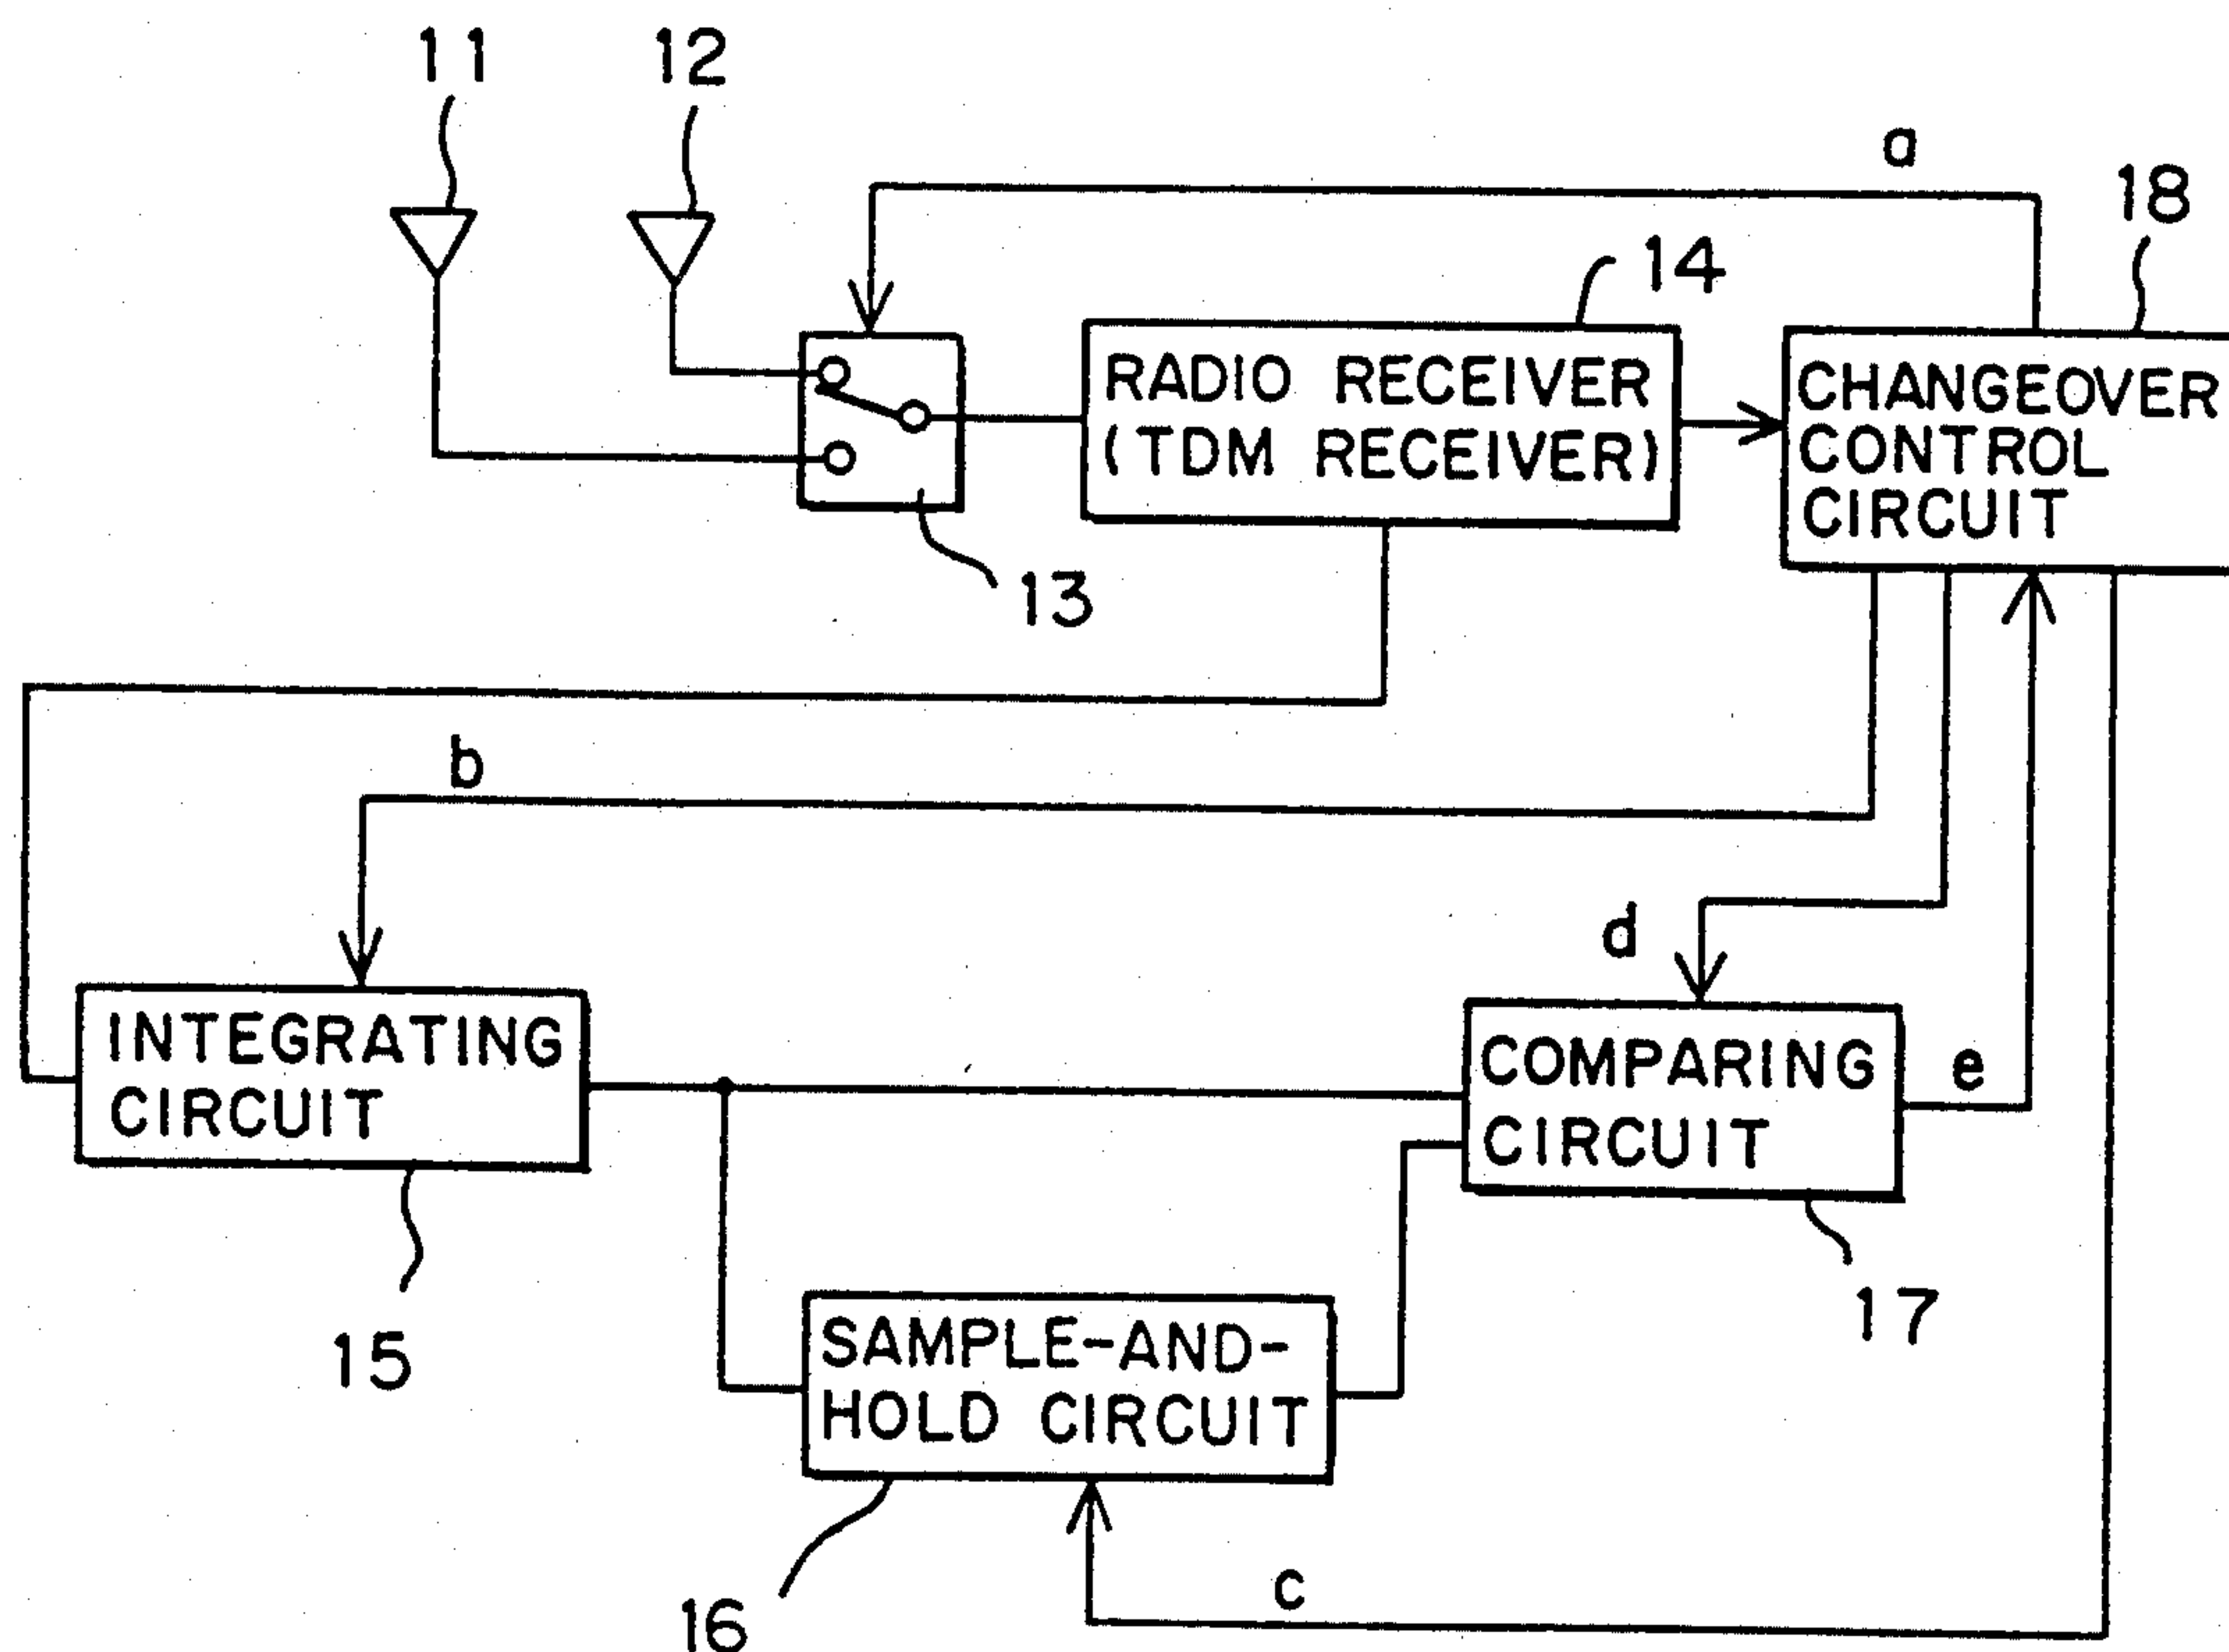 11
12
a
18
14
RADIO RECEIVER
(TDM RECEIVER)
CHANGEOVER
CONTROL
CIRCUIT
13
b
d
INTEGRATING
CIRCUIT
COMPARING
CIRCUIT
e
15
17
SAMPLE-AND-
HOLD CIRCUIT
16
c